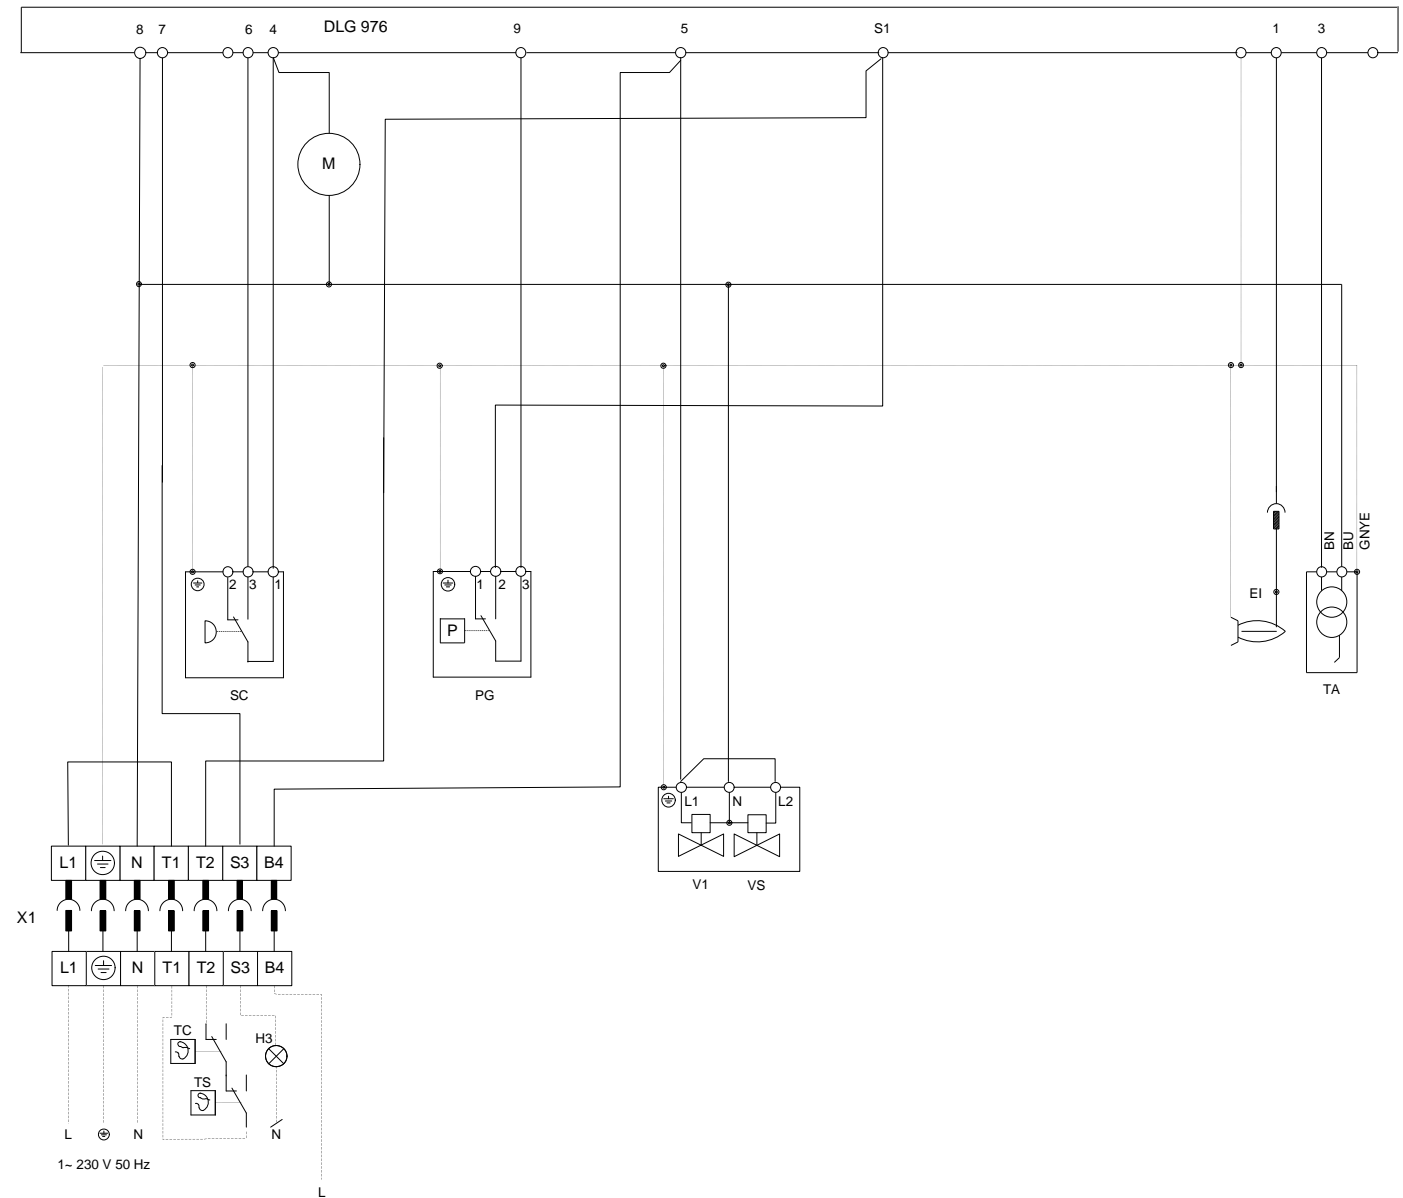 8 7 6 4 DLG 976 9 5 S1 1 3
M
BN
BU
GNYE
2 3 1
1 2 3
P
EI
SC
PG
TA
L1 N L2
V1 VS
L1 N T1 T2 S3 B4
X1
L1 N T1 T2 S3 B4
TC
H3
TS
L N N
1~ 230 V 50 Hz
L